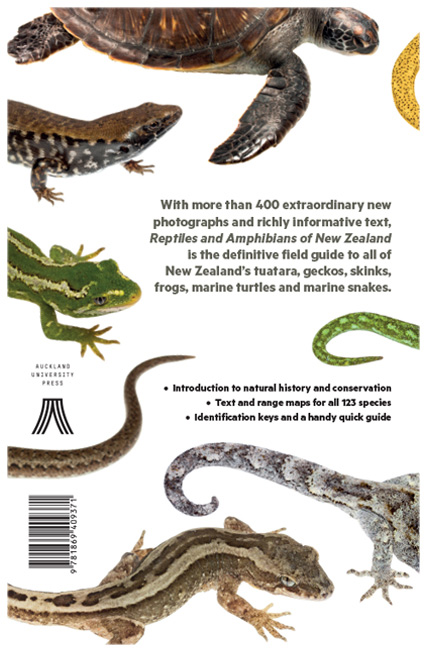 With more than 400 extraordinary new
photographs and richly informative text,
Reptiles and Amphibians of New Zealand
is the definitive field guide to all of
New Zealand's tuatara, geckos, skinks,
frogs, marine turtles and marine snakes.
AUCKLAND
UNIVERSITY
PRESS
• Introduction to natural history and conservation
• Text and range maps for all 123 species
• Identification keys and a handy quick guide
9781869409371